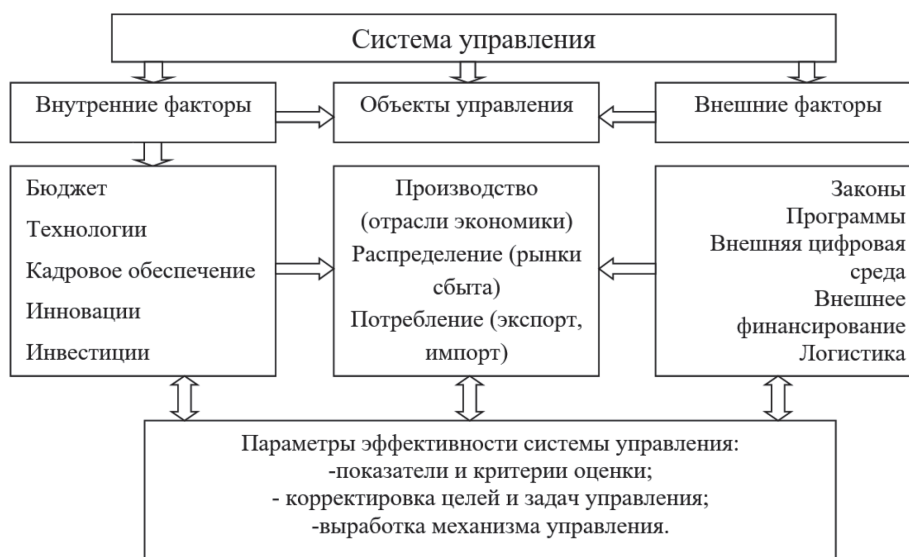 Система управления
Внутренние факторы
Объекты управления
Внешние факторы
Бюджет
Технологии
Кадровое обеспечение
Инновации
Инвестиции
Производство
(отрасли экономики)
Распределение (рынки
сбыта)
Потребление (экспорт,
импорт)
Законы
Программы
Внешняя цифровая
среда
Внешнее
финансирование
Логистика
Параметры эффективности системы управления:
-показатели и критерии оценки;
- корректировка целей и задач управления;
-выработка механизма управления.